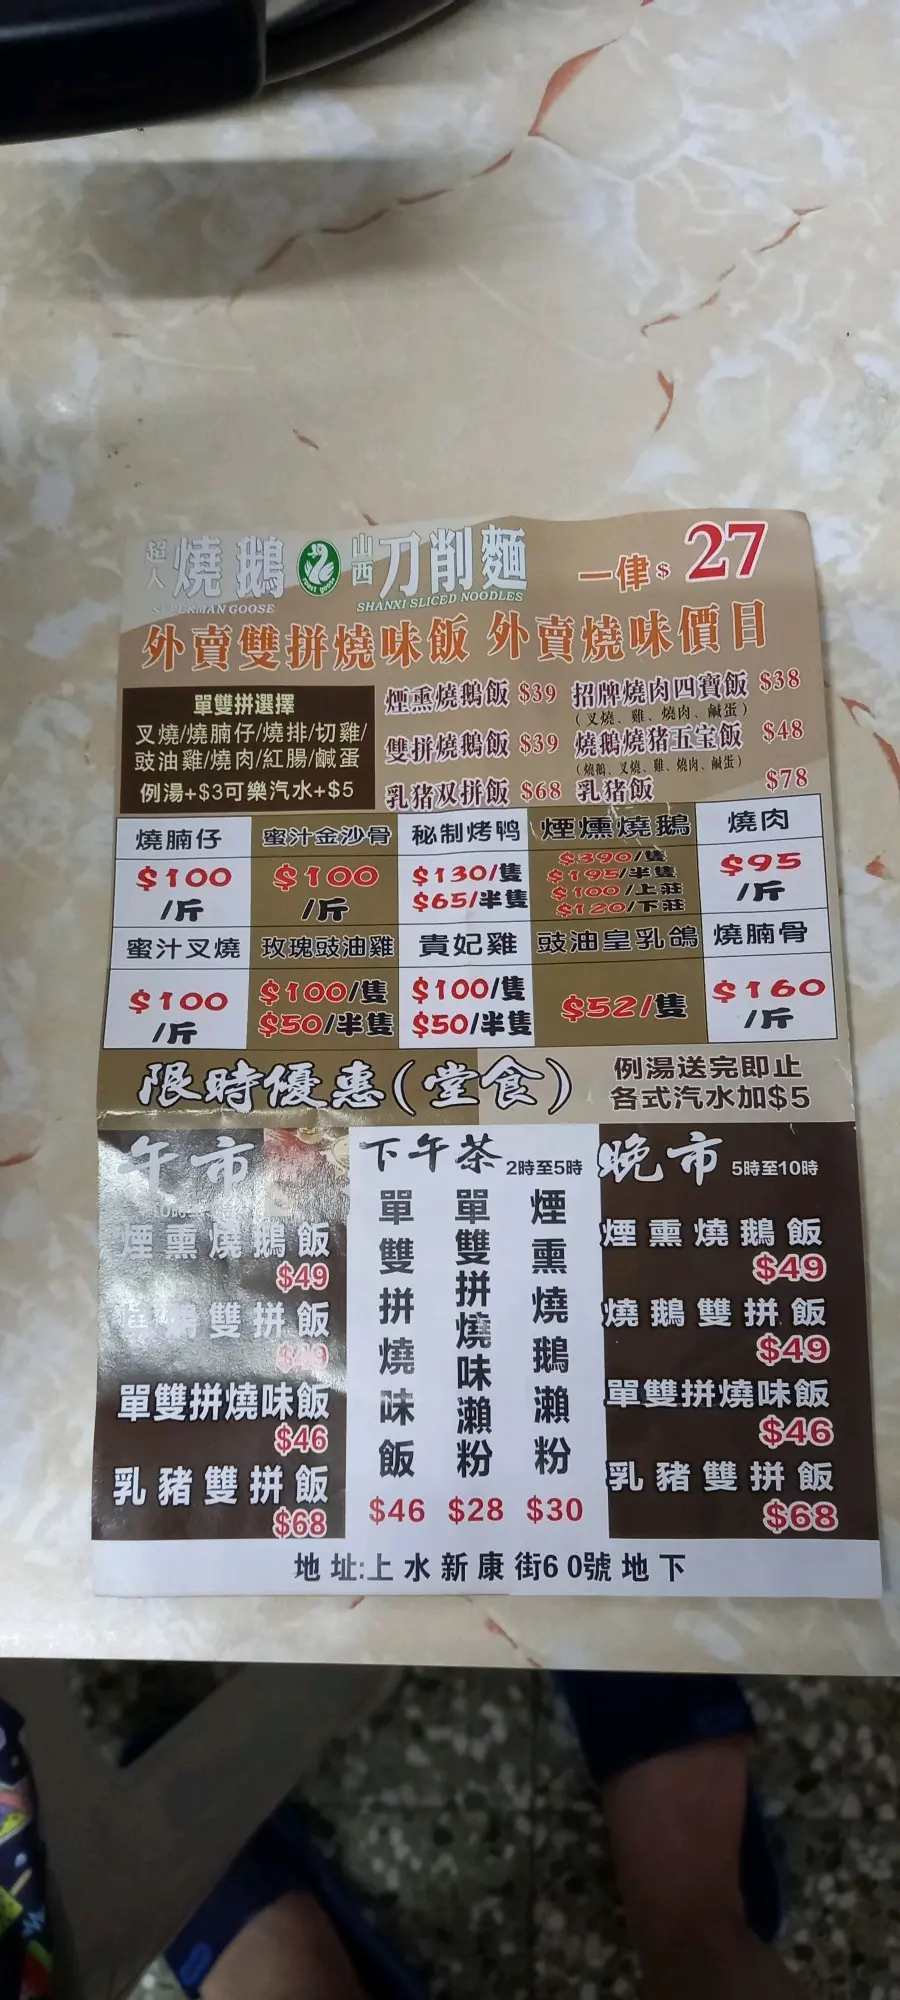 超人 燒鵝 山西 刀削麵 一律$ 27
SUPERMAN GOOSE ROAST GOOSE SHANXI SLICED NOODLES
外賣雙拼燒味飯 外賣燒味價目
單雙拼選擇
叉燒/燒腩仔/燒排/切雞/
豉油雞/燒肉/紅腸/鹹蛋
例湯+$3可樂汽水+$5
煙熏燒鵝飯 $39 招牌燒肉四寶飯 $38
(叉燒、雞、燒肉、鹹蛋)
雙拼燒鵝飯 $39 燒鵝燒猪五宝飯 $48
(燒鵝、叉燒、雞、燒肉、鹹蛋)
乳猪双拼飯 $68 乳猪飯 $78
燒腩仔 蜜汁金沙骨 秘制烤鸭 煙燻燒鵝 燒肉
$100/斤 $100/斤 $130/隻 $65/半隻 $390/隻 $195/半隻 $100/上莊 $120/下莊 $95/斤
蜜汁叉燒 玫瑰豉油雞 貴妃雞 豉油皇乳鴿 燒腩骨
$100/斤 $100/隻 $50/半隻 $100/隻 $50/半隻 $52/隻 $160/斤
限時優惠(堂食)
例湯送完即止
各式汽水加$5
午市
煙熏燒鵝飯
$49
雙拼飯
$49
單雙拼燒味飯
$46
乳豬雙拼飯
$68
下午茶 2時至5時
單雙拼燒味飯 $46
單雙拼燒味瀨粉 $28
煙熏燒鵝瀨粉 $30
晚市 5時至10時
煙熏燒鵝飯
$49
燒鵝雙拼飯
$49
單雙拼燒味飯
$46
乳豬雙拼飯
$68
地址:上水新康街60號地下